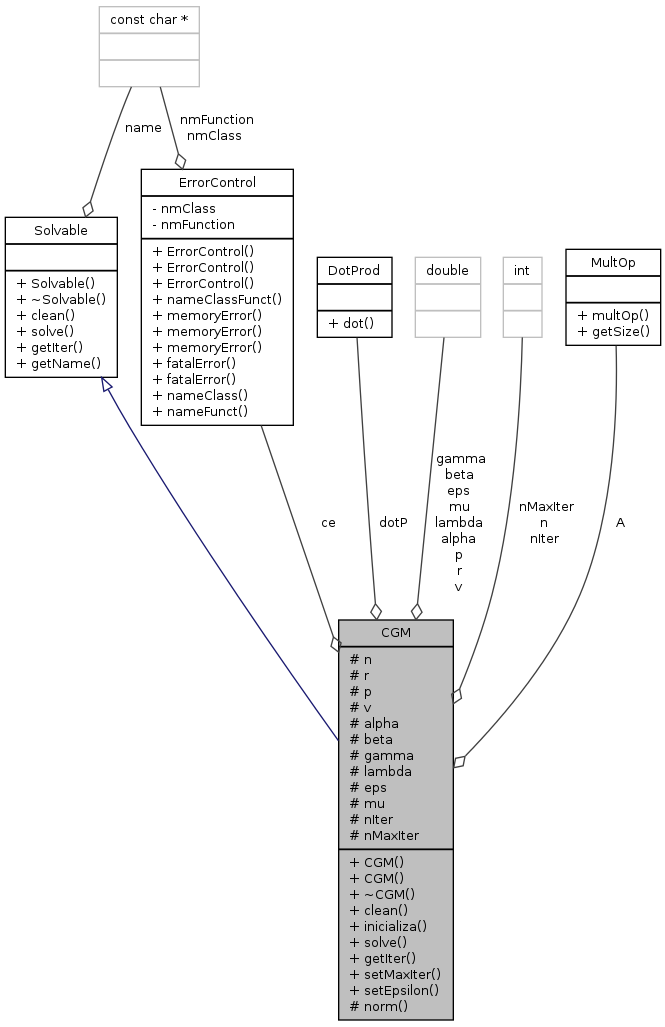 const char *
name
nmFunction
nmClass
ErrorControl
- nmClass
- nmFunction
+ ErrorControl()
+ ErrorControl()
+ ErrorControl()
+ nameClassFunct()
+ memoryError()
+ memoryError()
+ memoryError()
+ fatalError()
+ fatalError()
+ nameClass()
+ nameFunct()
Solvable
+ Solvable()
+ ~Solvable()
+ clean()
+ solve()
+ getIter()
+ getName()
DotProd
+ dot()
double
int
MultOp
+ multOp()
+ getSize()
ce
dotP
gamma
beta
eps
mu
lambda
alpha
p
r
v
nMaxIter
n
nIter
A
CGM
# n
# r
# p
# v
# alpha
# beta
# gamma
# lambda
# eps
# mu
# nIter
# nMaxIter
+ CGM()
+ CGM()
+ ~CGM()
+ clean()
+ inicializa()
+ solve()
+ getIter()
+ setMaxIter()
+ setEpsilon()
# norm()